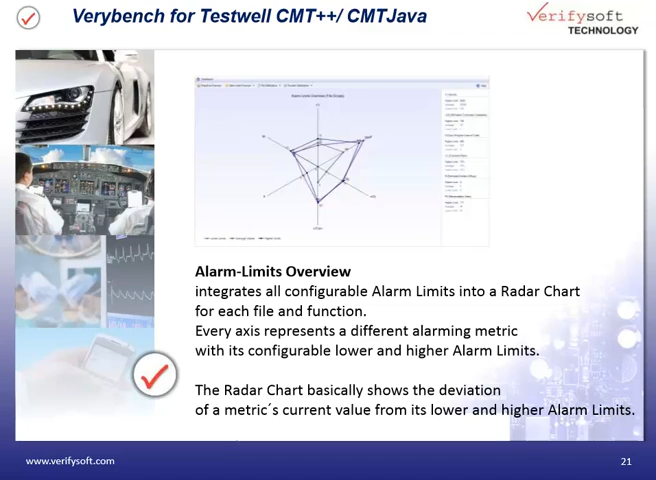 Verybench for Testwell CMT++/ CMTJava
Verifysoft
TECHNOLOGY
Alarm-Limits Overview
integrates all configurable Alarm Limits into a Radar Chart
for each file and function.
Every axis represents a different alarming metric
with its configurable lower and higher Alarm Limits.
The Radar Chart basically shows the deviation
of a metric´s current value from its lower and higher Alarm Limits.
www.verifysoft.com
21